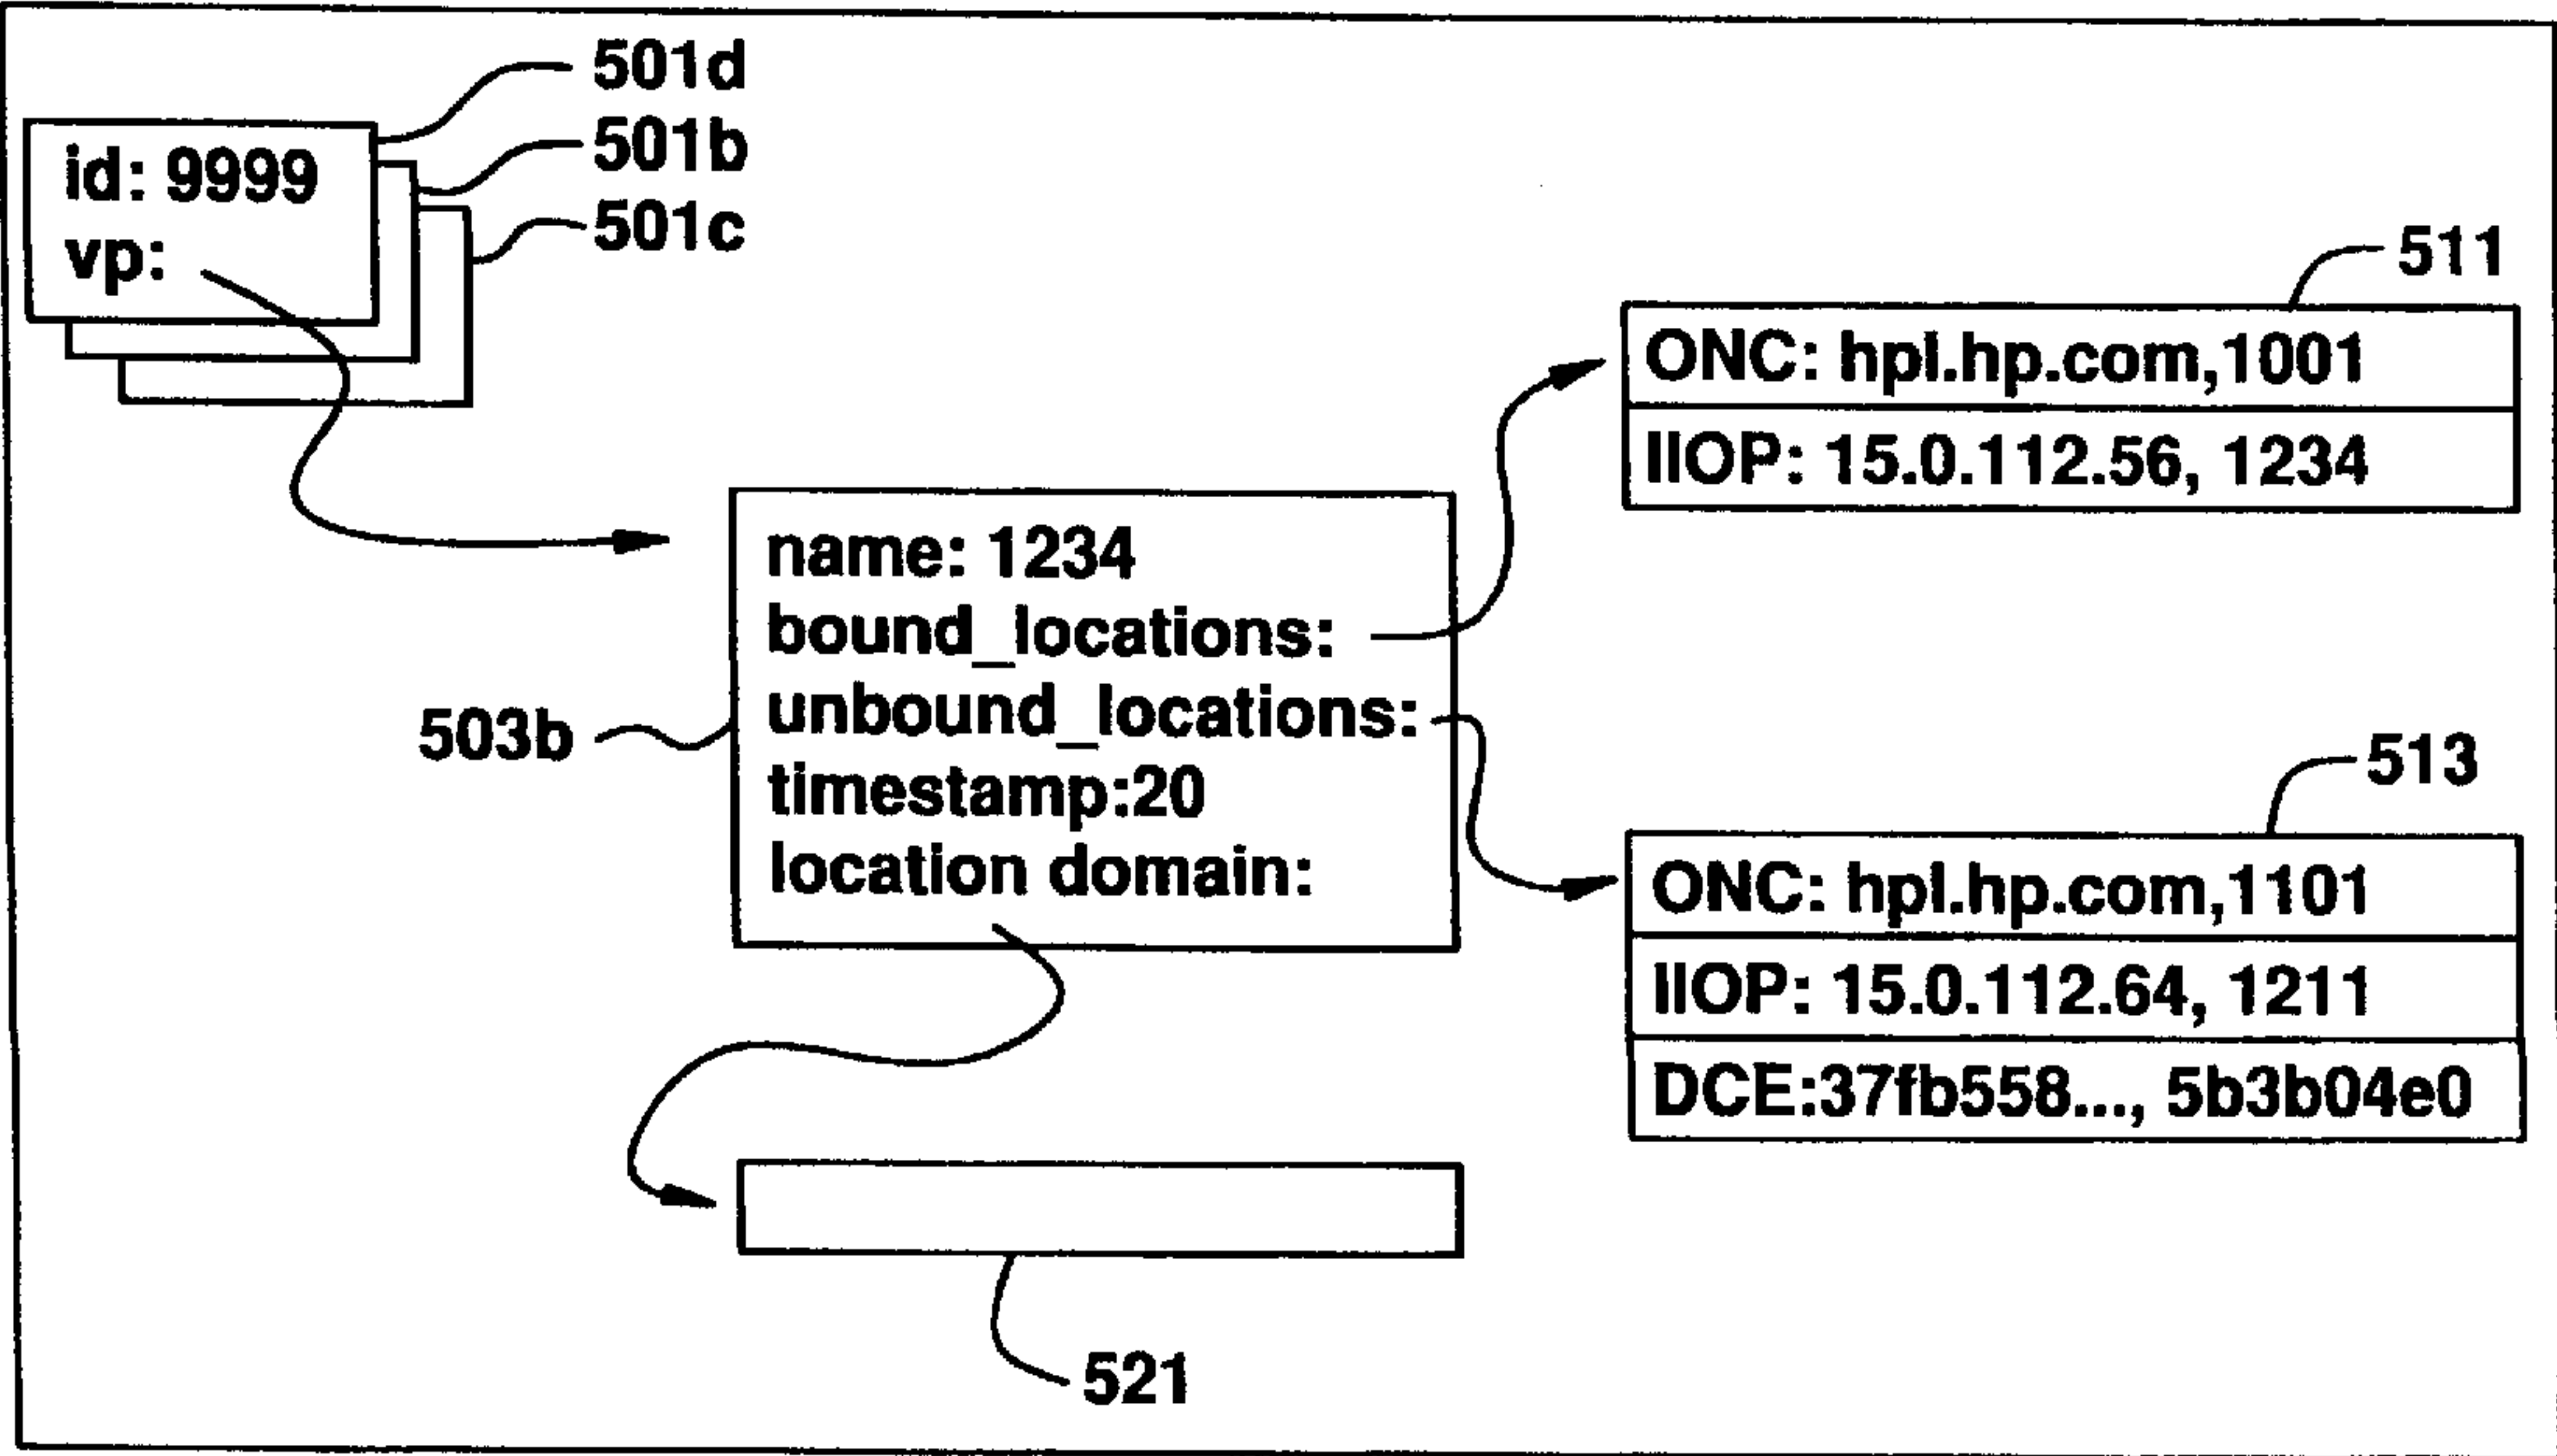 501d
501b
501c
id: 9999
vp:
511
ONC: hpl.hp.com,1001
IIOP: 15.0.112.56, 1234
name: 1234
bound_locations:
unbound_locations:
timestamp:20
location domain:
503b
513
ONC: hpl.hp.com,1101
IIOP: 15.0.112.64, 1211
DCE:37fb558..., 5b3b04e0
521